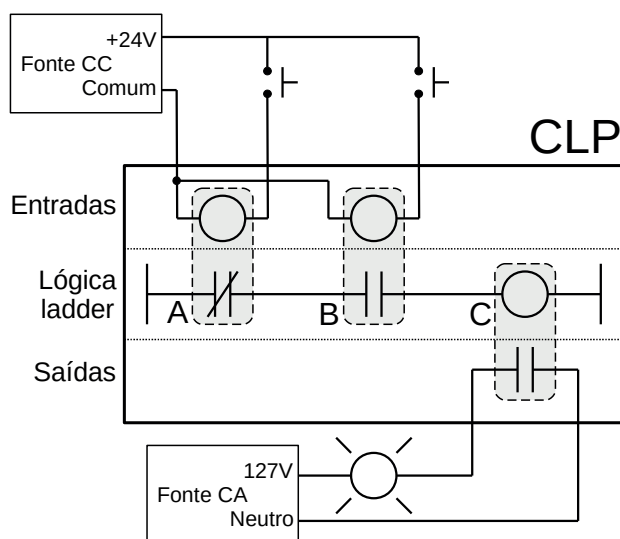 +24V
Fonte CC
Comum
CLP
Entradas
Lógica
ladder
A
B
C
Saídas
127V
Fonte CA
Neutro